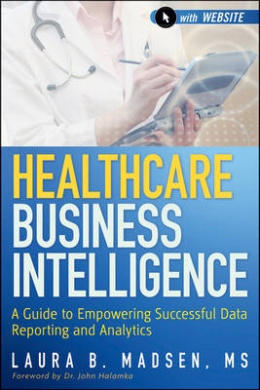 with WEBSITE
HEALTHCARE
BUSINESS
INTELLIGENCE
A Guide to Empowering Successful Data
Reporting and Analytics
LAURA B. MADSEN, MS
Foreword by Dr. John Halamka